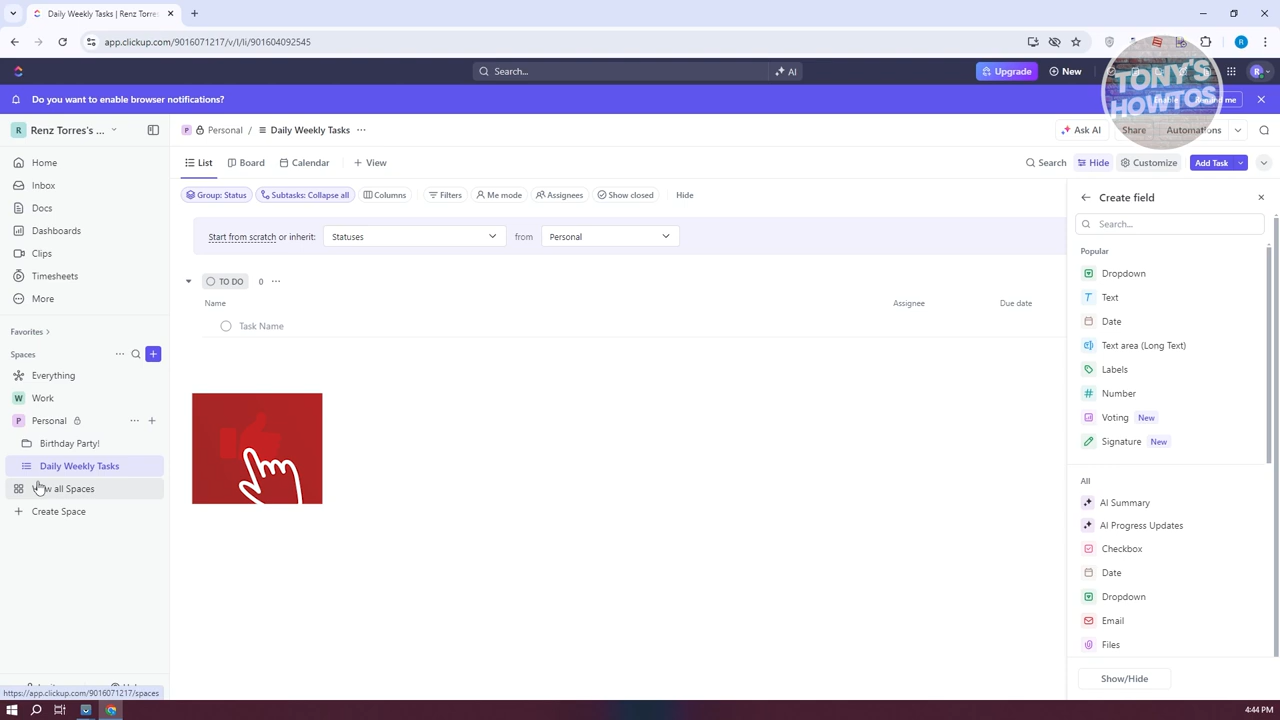 Daily Weekly Tasks | Renz Torres
app.clickup.com/9016071217/v/l/li/901604092545
Search...
AI
Upgrade
New
Do you want to enable browser notifications?
Enable
Remind me
TONY'S
HOWTOS
Renz Torres's ...
Personal / Daily Weekly Tasks
Ask AI
Share
Automations
Home
Inbox
Docs
Dashboards
Clips
Timesheets
More
Favorites
Spaces
Everything
Work
Personal
Birthday Party!
Daily Weekly Tasks
all Spaces
Create Space
List
Board
Calendar
View
Search
Hide
Customize
Add Task
Group: Status
Subtasks: Collapse all
Columns
Filters
Me mode
Assignees
Show closed
Hide
Start from scratch or inherit: Statuses from Personal
TO DO 0
Name Assignee Due date
Task Name
Create field
Search...
Popular
Dropdown
Text
Date
Text area (Long Text)
Labels
Number
Voting New
Signature New
All
AI Summary
AI Progress Updates
Checkbox
Date
Dropdown
Email
Files
Show/Hide
https://app.clickup.com/9016071217/spaces
4:44 PM